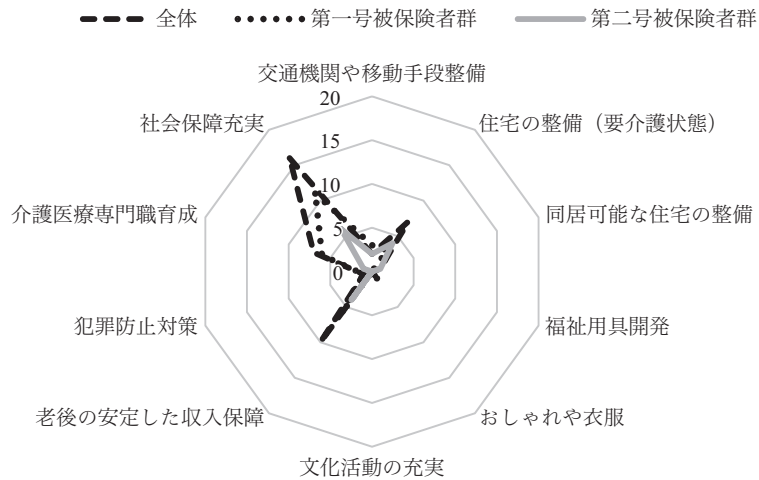 全体 第一号被保険者群 第二号被保険者群
交通機関や移動手段整備
20
社会保障充実
住宅の整備（要介護状態）
15
10
介護医療専門職育成
同居可能な住宅の整備
5
0
犯罪防止対策
福祉用具開発
老後の安定した収入保障
おしゃれや衣服
文化活動の充実